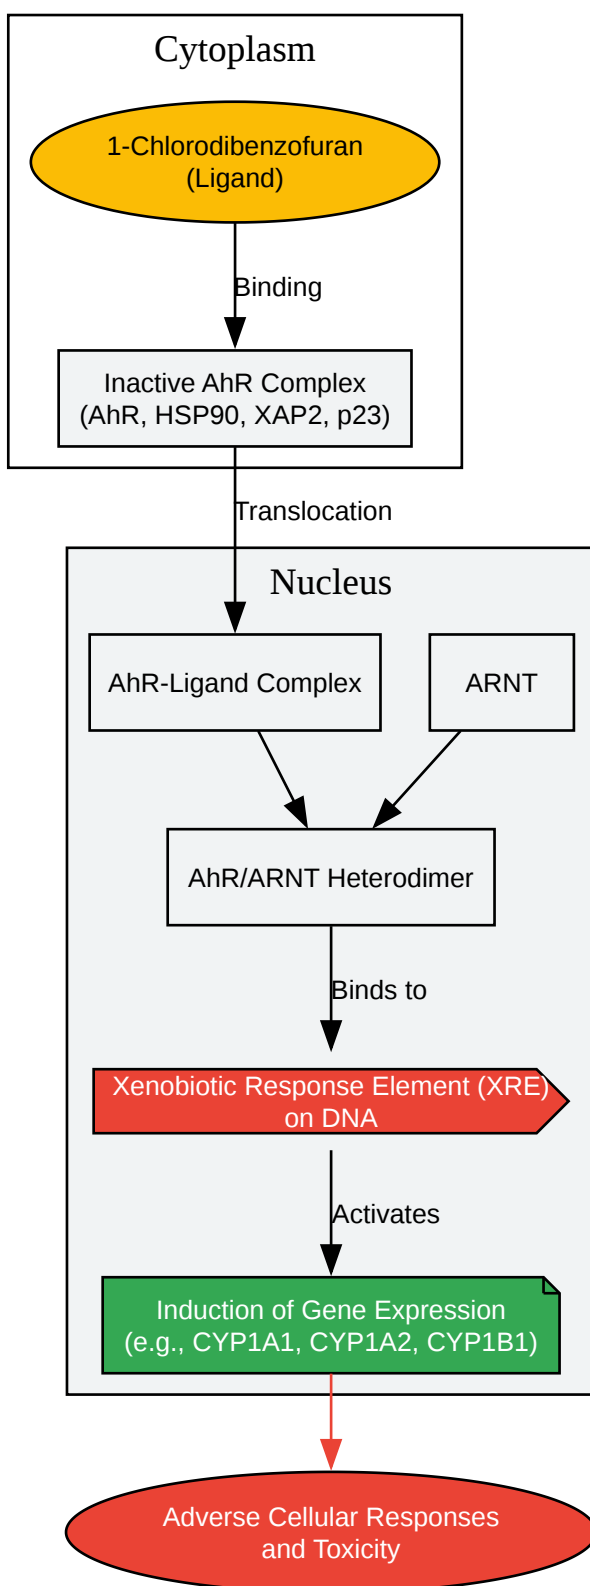 Cytoplasm
1-Chlorodibenzofuran
(Ligand)
Binding
Inactive AhR Complex
(AhR, HSP90, XAP2, p23)
Translocation
Nucleus
AhR-Ligand Complex
ARNT
AhR/ARNT Heterodimer
Binds to
Xenobiotic Response Element (XRE)
on DNA
Activates
Induction of Gene Expression
(e.g., CYP1A1, CYP1A2, CYP1B1)
Adverse Cellular Responses
and Toxicity